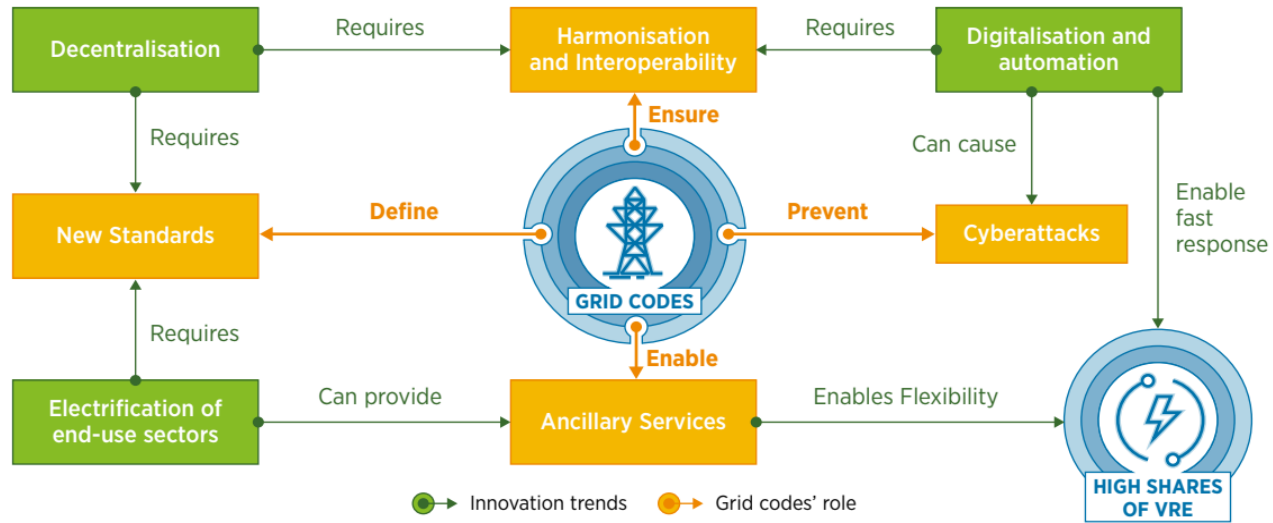 Decentralisation
Requires
Harmonisation
and Interoperability
Requires
Digitalisation and
automation
Requires
Ensure
Can cause
Enable
fast
response
New Standards
Define
Prevent
Cyberattacks
GRID CODES
Requires
Enable
Electrification of
end-use sectors
Can provide
Ancillary Services
Enables Flexibility
HIGH SHARES
OF VRE
Innovation trends
Grid codes' role